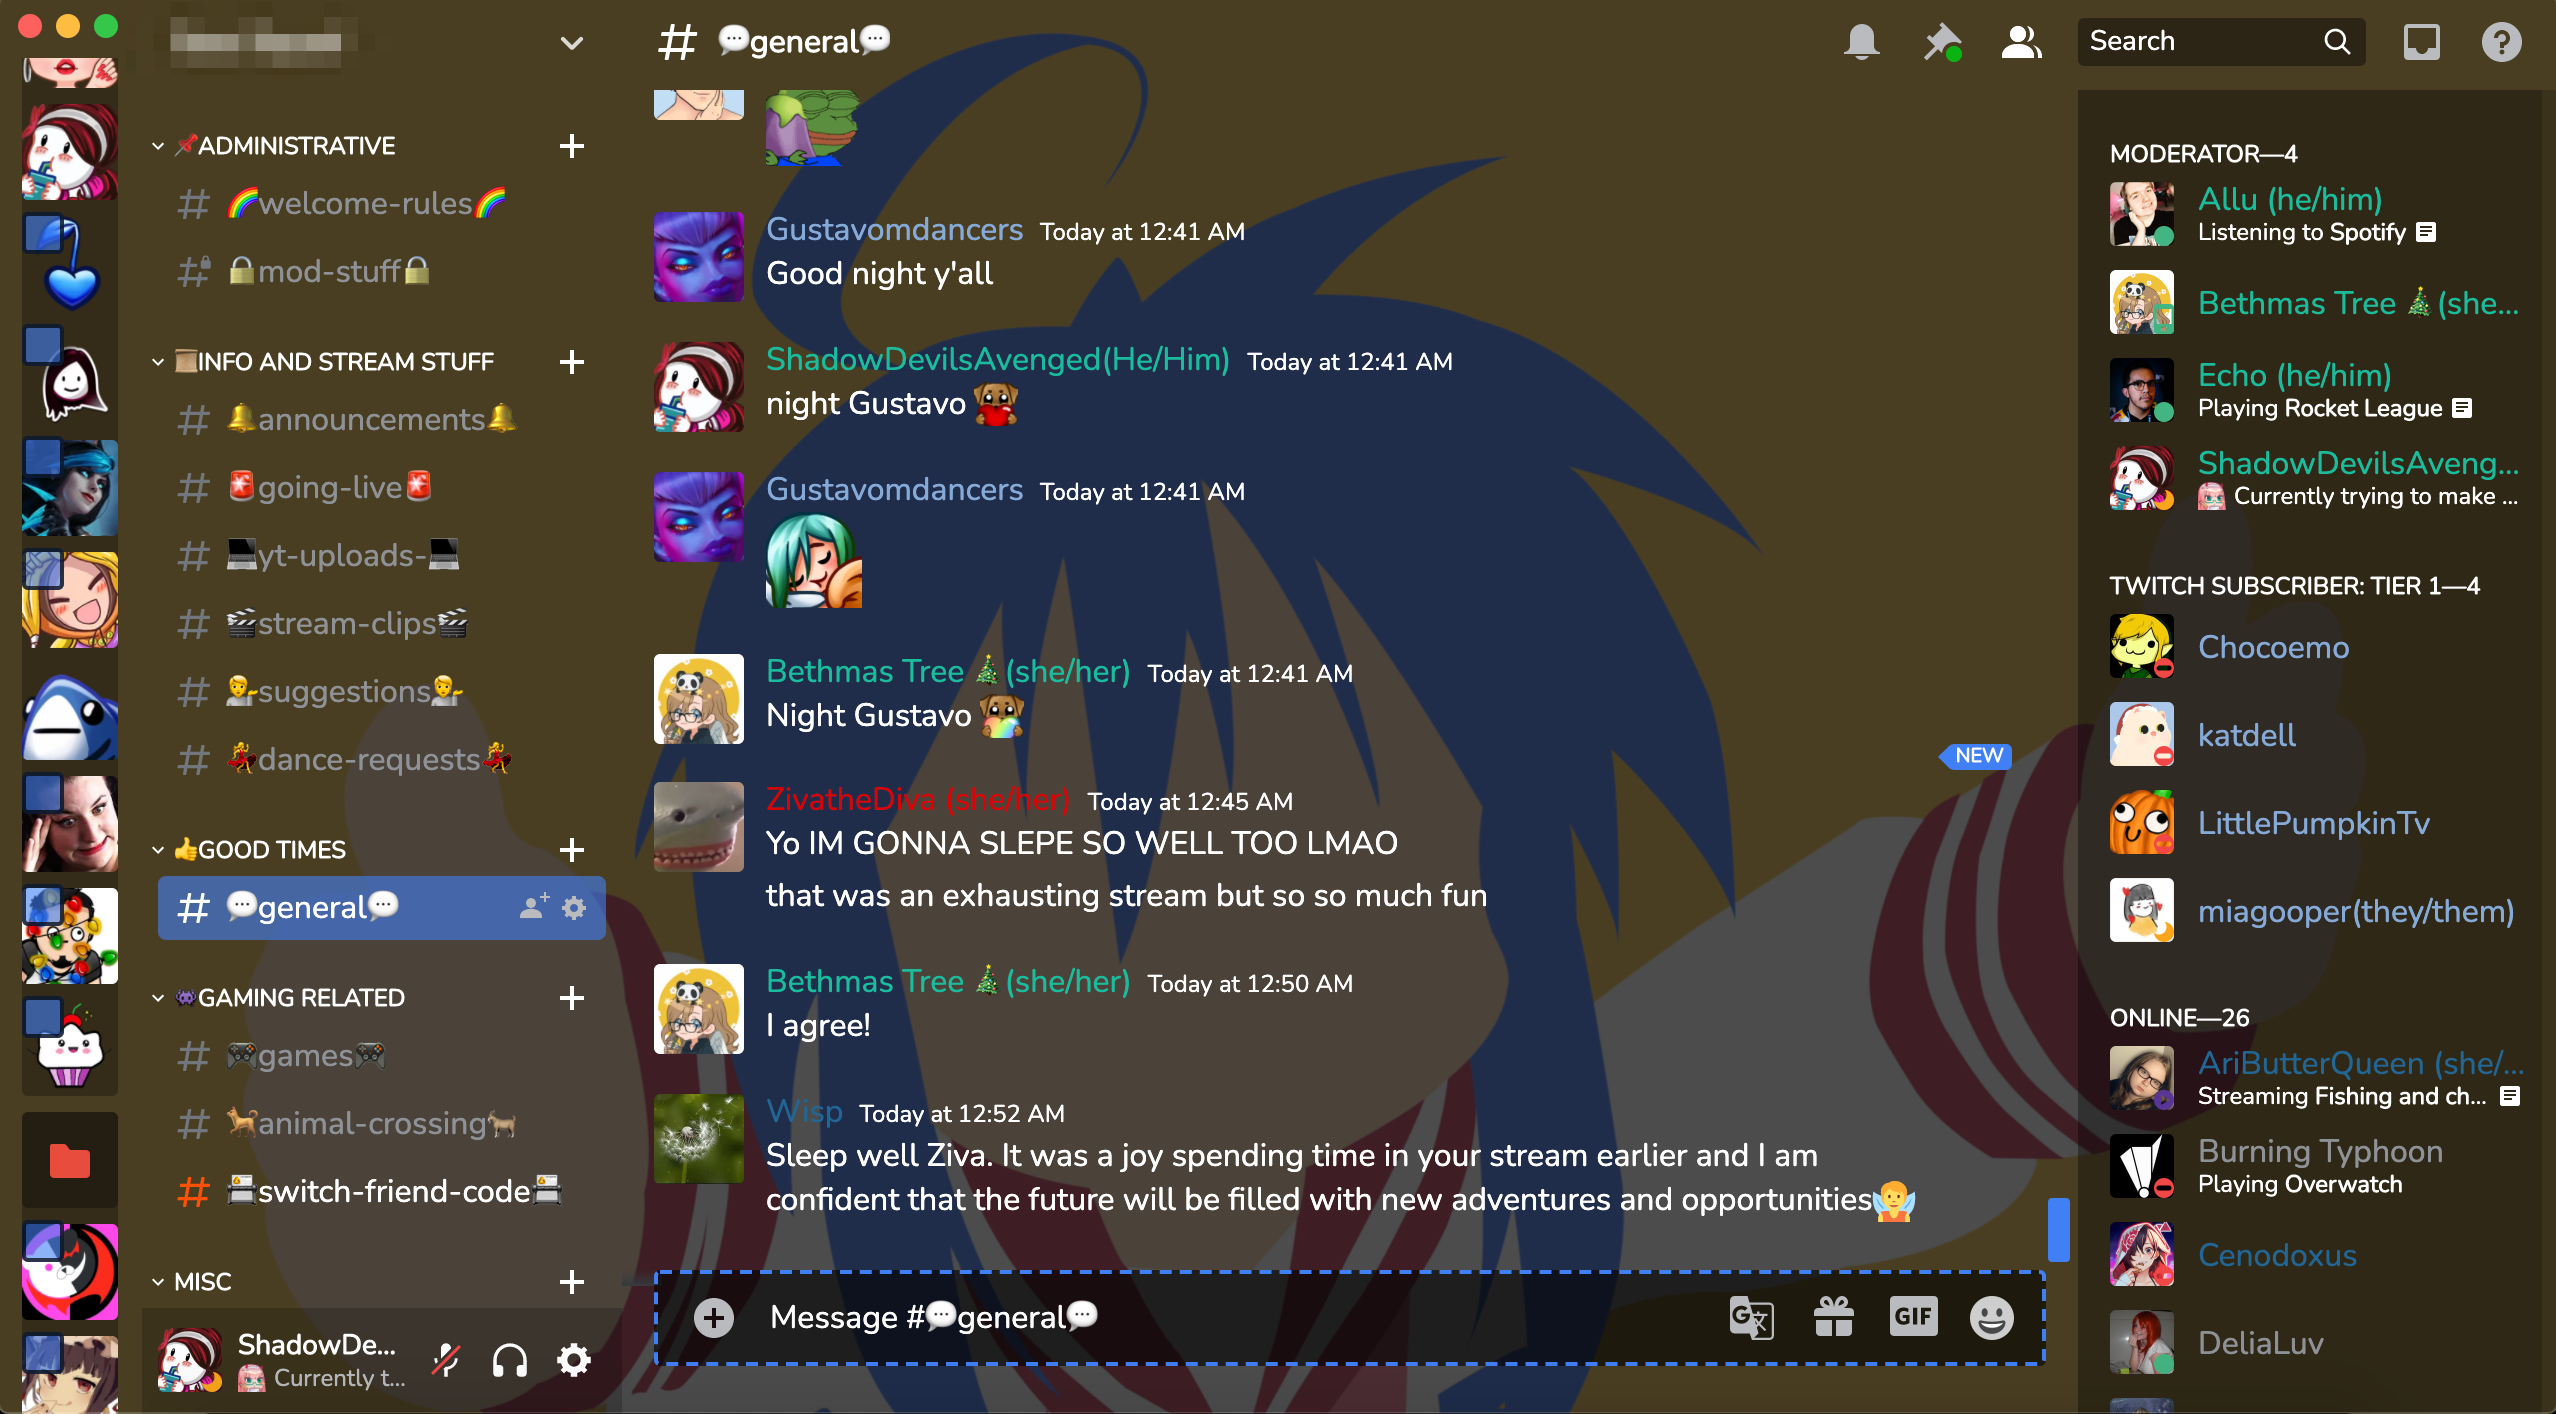 ADMINISTRATIVE
🌈welcome-rules🌈
🔒mod-stuff🔒
INFO AND STREAM STUFF
🔔announcements🔔
🚨going-live🚨
💻yt-uploads-💻
🎬stream-clips🎬
💁suggestions💁
💃dance-requests💃
👍GOOD TIMES
# 💬general💬
👾GAMING RELATED
🎮games🎮
🐕animal-crossing🐐
📇switch-friend-code📇
MISC
ShadowDe...
Currently t...
# 💬general💬
Search
Gustavomdancers Today at 12:41 AM
Good night y'all
ShadowDevilsAvenged(He/Him) Today at 12:41 AM
night Gustavo
Gustavomdancers Today at 12:41 AM
Bethmas Tree 🎄(she/her) Today at 12:41 AM
Night Gustavo
NEW
ZivatheDiva (she/her) Today at 12:45 AM
Yo IM GONNA SLEPE SO WELL TOO LMAO
that was an exhausting stream but so so much fun
Bethmas Tree 🎄(she/her) Today at 12:50 AM
I agree!
Wisp Today at 12:52 AM
Sleep well Ziva. It was a joy spending time in your stream earlier and I am
confident that the future will be filled with new adventures and opportunities
Message #💬general💬
GIF
MODERATOR—4
Allu (he/him)
Listening to Spotify
Bethmas Tree 🎄(she...
Echo (he/him)
Playing Rocket League
ShadowDevilsAveng...
Currently trying to make ...
TWITCH SUBSCRIBER: TIER 1—4
Chocoemo
katdell
LittlePumpkinTv
miagooper(they/them)
ONLINE—26
AriButterQueen (she/...
Streaming Fishing and ch...
Burning Typhoon
Playing Overwatch
Cenodoxus
DeliaLuv